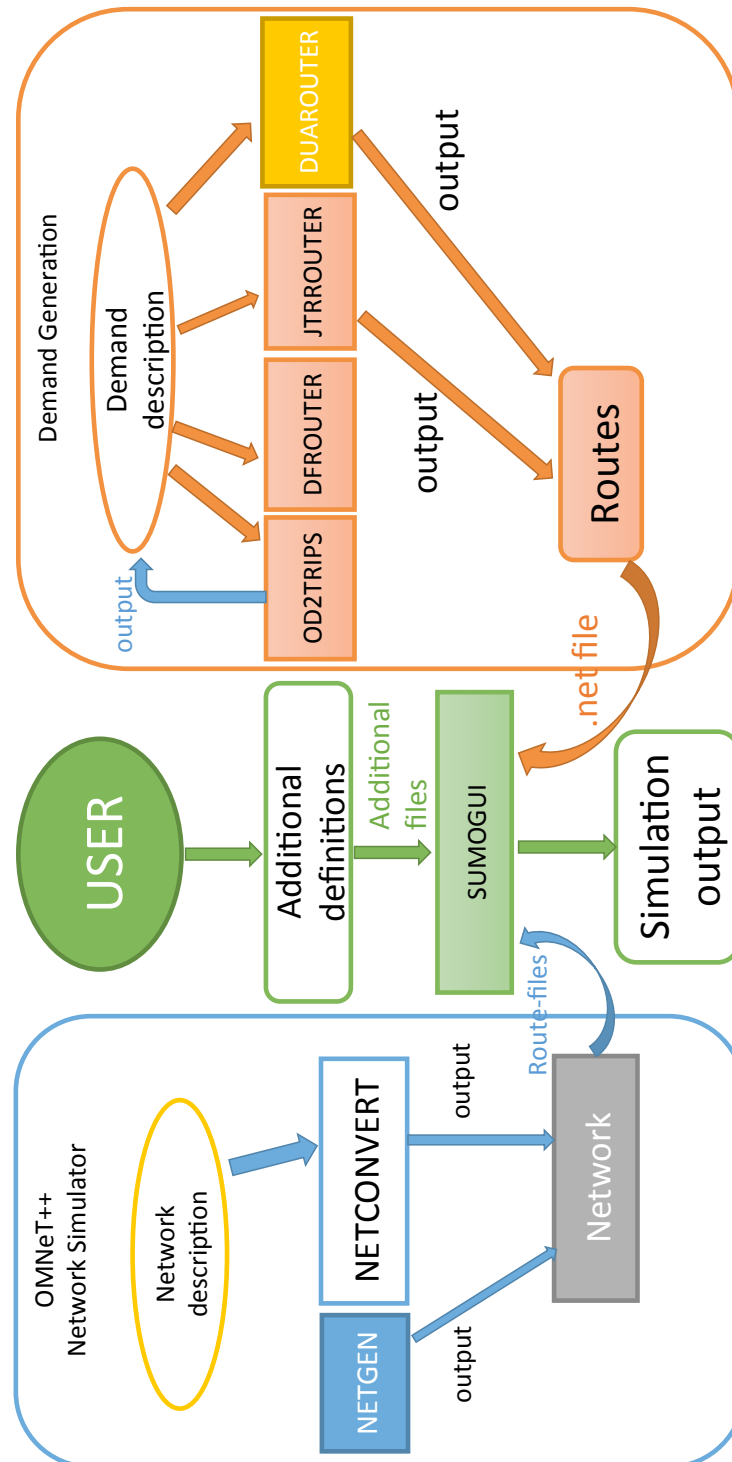 OMNeT++
Network Simulator
Network
description
NETGEN
NETCONVERT
output
output
Network
Route-files
USER
Additional
definitions
Additional
files
SUMOGUI
Simulation
output
.net file
Demand Generation
Demand
description
output
OD2TRIPS
DFROUTER
JTRROUTER
DUAROUTER
output
output
Routes